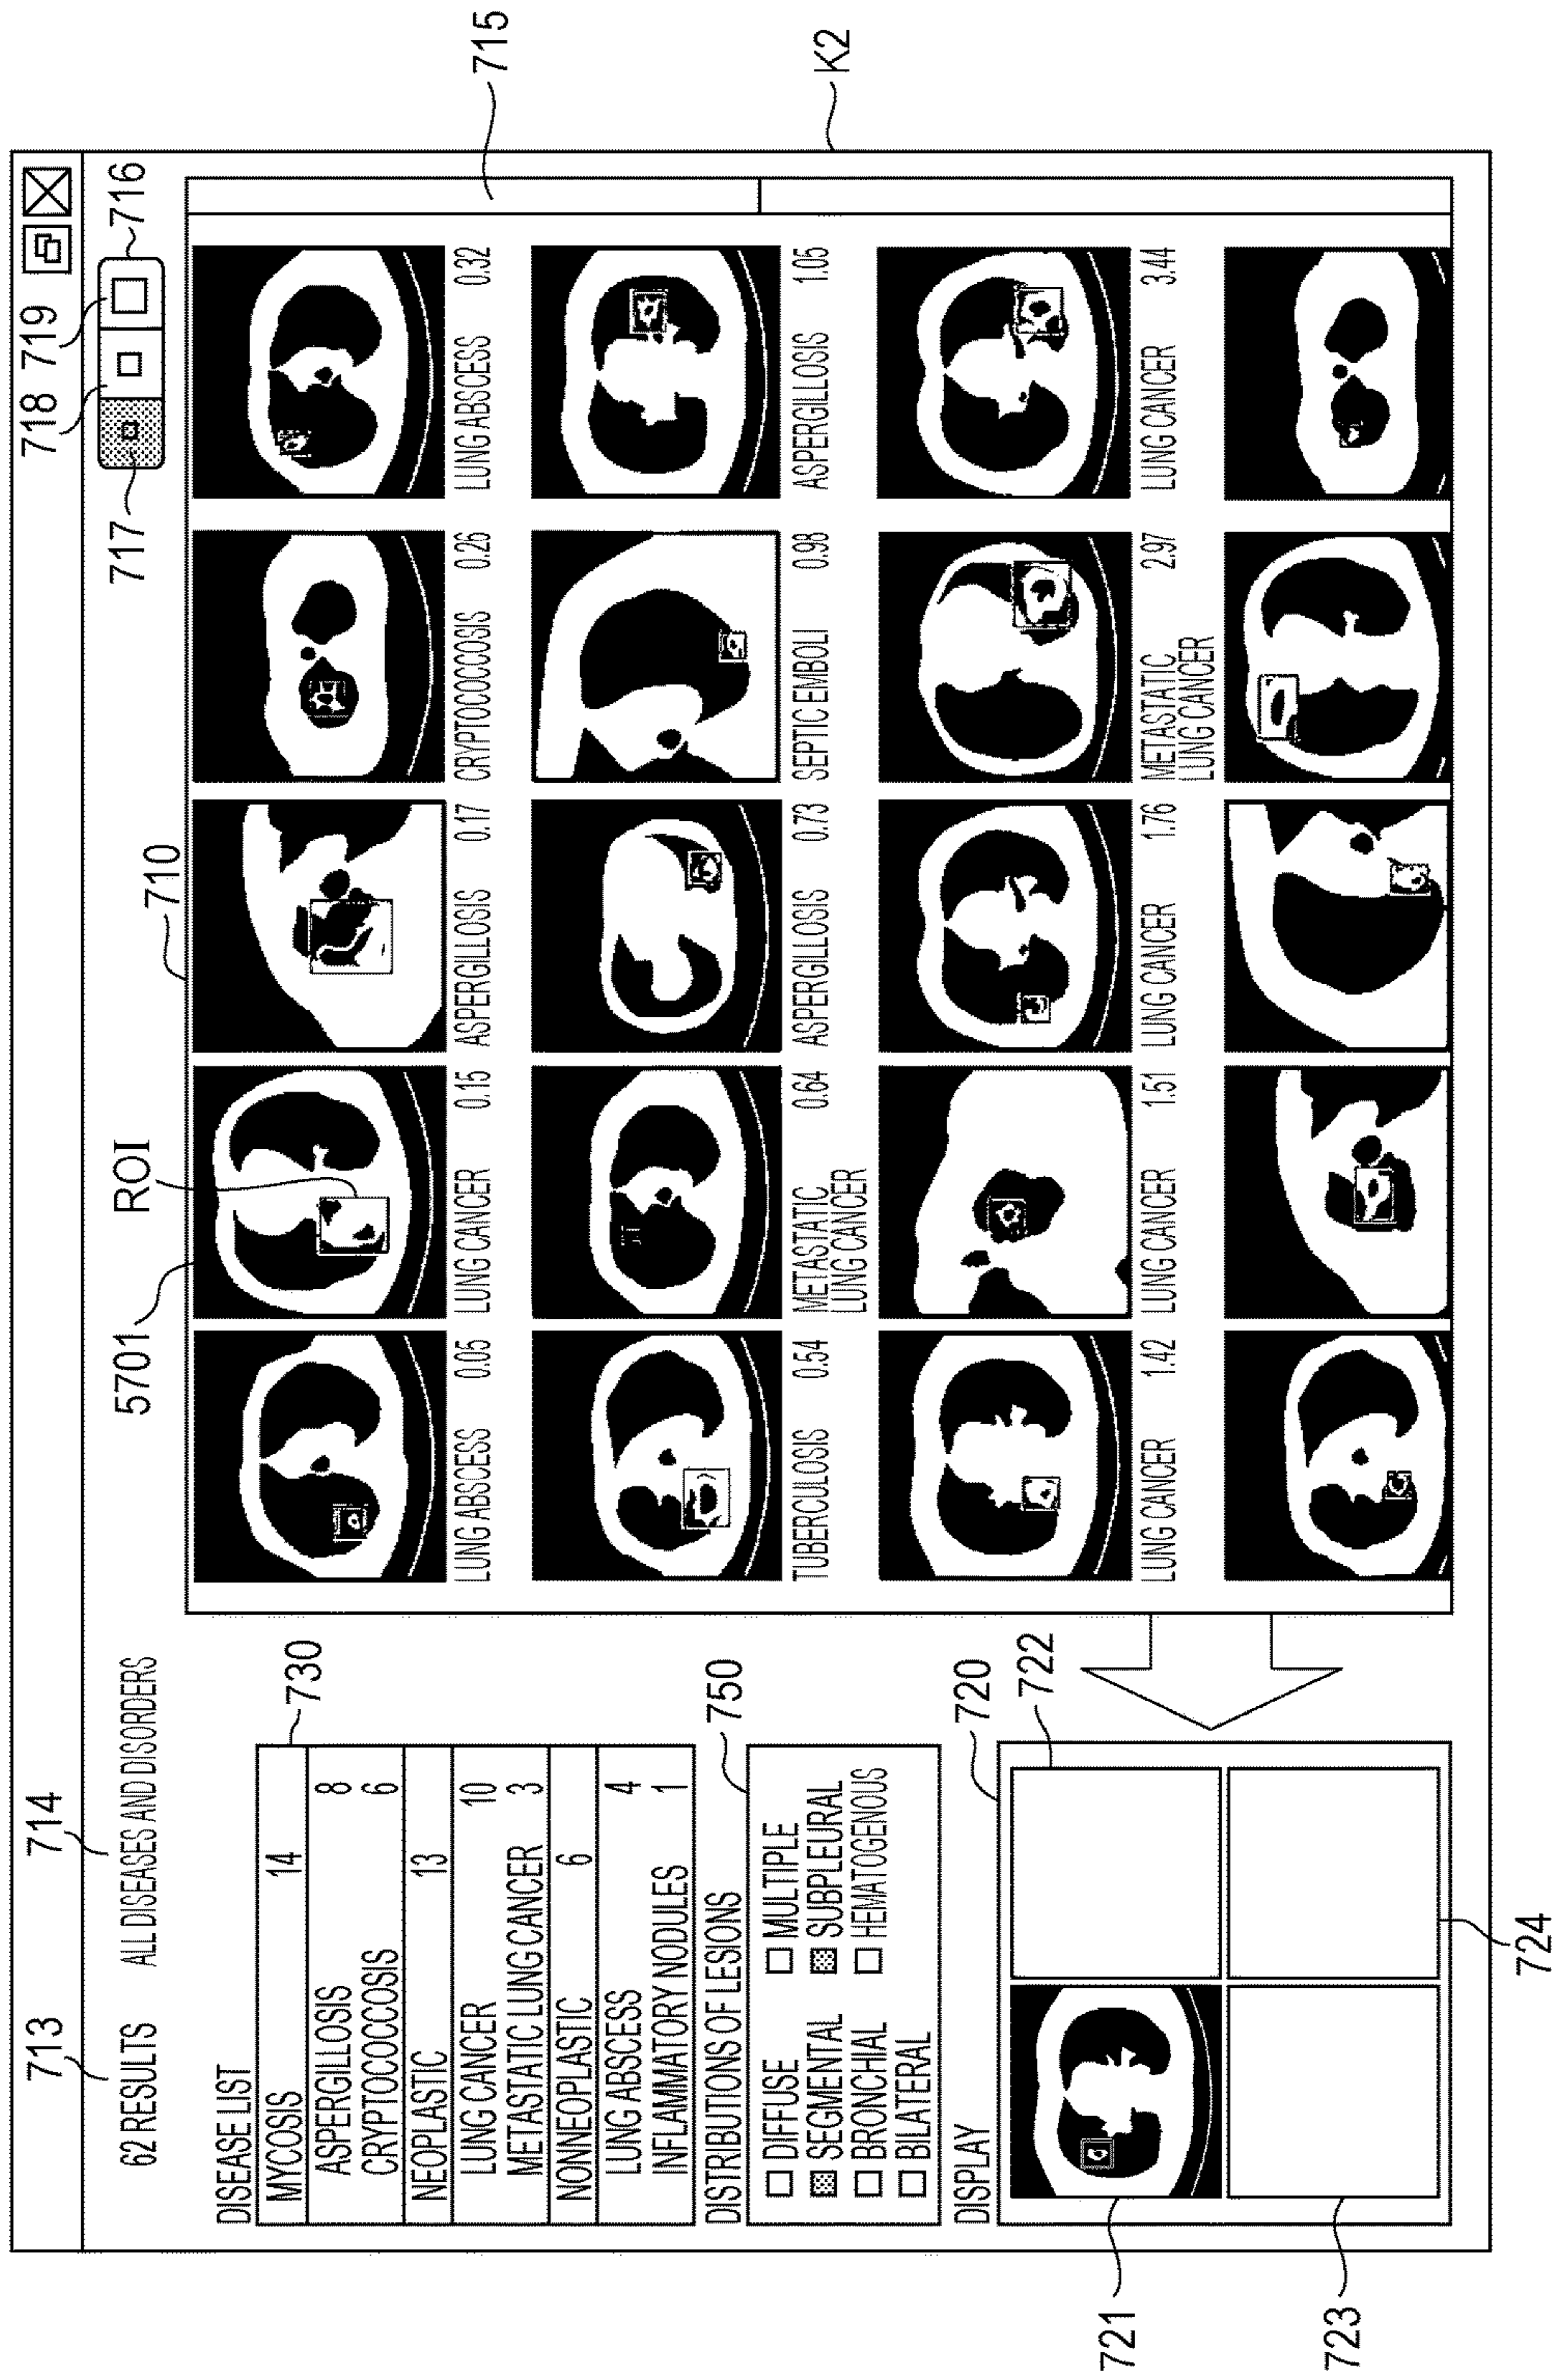 713
714
718 719
62 RESULTS ALL DISEASES AND DISORDERS
5701
ROI
710
717
716
DISEASE LIST
730
MYCOSIS 14
ASPERGILLOSIS 8
CRYPTOCOCCOSIS 6
NEOPLASTIC 13
LUNG CANCER 10
METASTATIC LUNG CANCER 3
NONNEOPLASTIC 6
LUNG ABSCESS 4
INFLAMMATORY NODULES 1
DISTRIBUTIONS OF LESIONS
750
DIFFUSE MULTIPLE
SEGMENTAL SUBPLEURAL
BRONCHIAL HEMATOGENOUS
BILATERAL
DISPLAY
720
722
721
723
724
LUNG ABSCESS 0.05
LUNG CANCER 0.15
ASPERGILLOSIS 0.17
CRYPTOCOCCOSIS 0.26
LUNG ABSCESS 0.32
TUBERCULOSIS 0.54
METASTATIC 0.64
LUNG CANCER
ASPERGILLOSIS 0.73
SEPTIC EMBOLI 0.98
ASPERGILLOSIS 1.05
LUNG CANCER 1.42
LUNG CANCER 1.51
LUNG CANCER 1.76
METASTATIC 2.97
LUNG CANCER
LUNG CANCER 3.44
715
K2